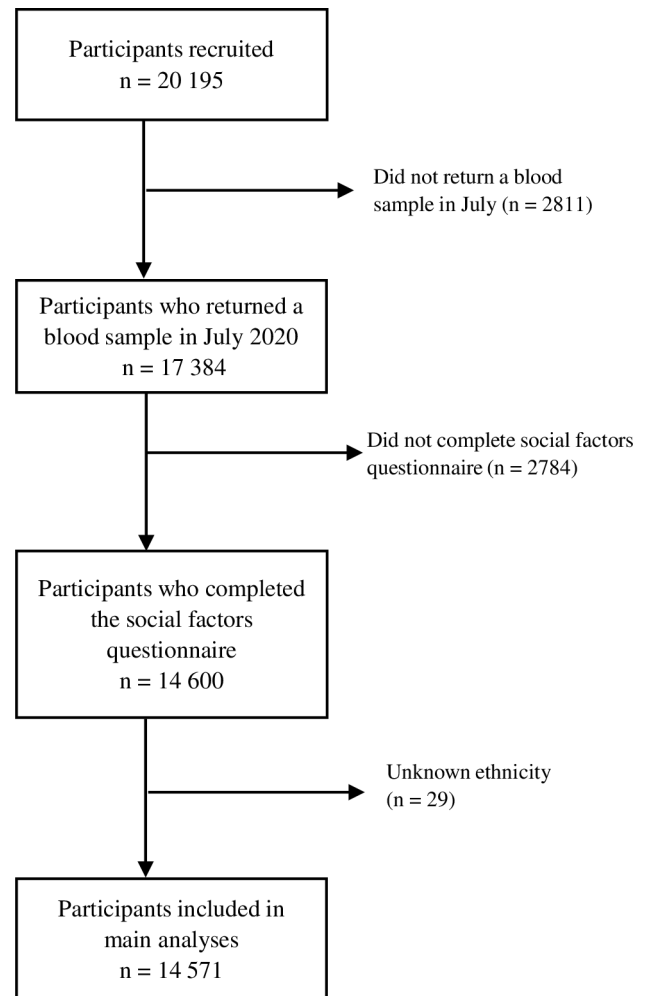 Participants recruited
n = 20 195
Did not return a blood
sample in July (n = 2811)
Participants who returned a
blood sample in July 2020
n = 17 384
Did not complete social factors
questionnaire (n = 2784)
Participants who completed
the social factors
questionnaire
n = 14 600
Unknown ethnicity
(n = 29)
Participants included in
main analyses
n = 14 571